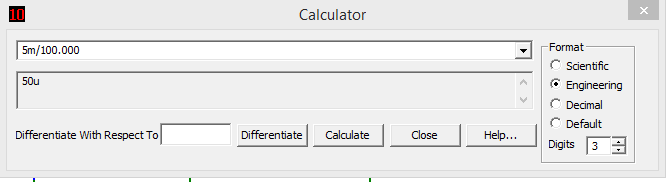 10 Calculator
5m/100.000
50u
Differentiate With Respect To Differentiate Calculate Close Help...
Format
Scientific
Engineering
Decimal
Default
Digits 3